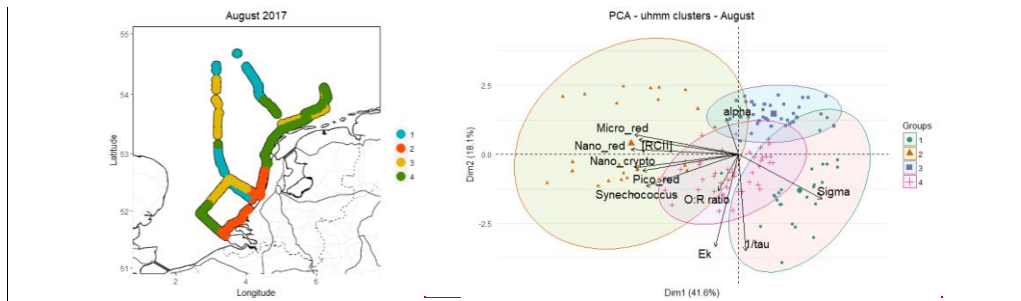 August 2017
55
54
53
52
51
Latitude
2
4
6
Longitude
1
2
3
4
PCA - uhmm clusters - August
2.5
0.0
-2.5
Dim2 (18.1%)
alpha
Micro_red
Nano_red
[RCII]
Nano_crypto
Pico_red
Synechococcus
O:R ratio
Sigma
Ek
1/tau
Dim1 (41.6%)
Groups
1
2
3
4